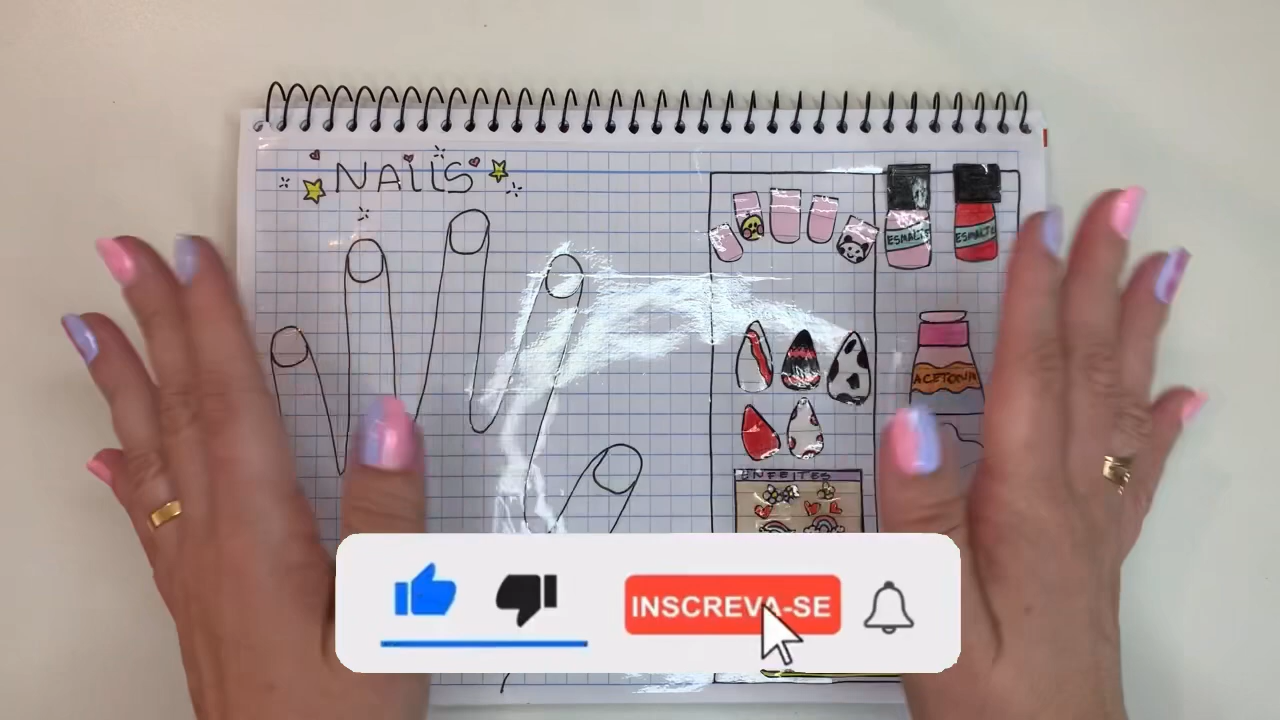 NAILS
ESMALTE
ESMALTE
ACETONA
ENFEITES
INSCREVA-SE